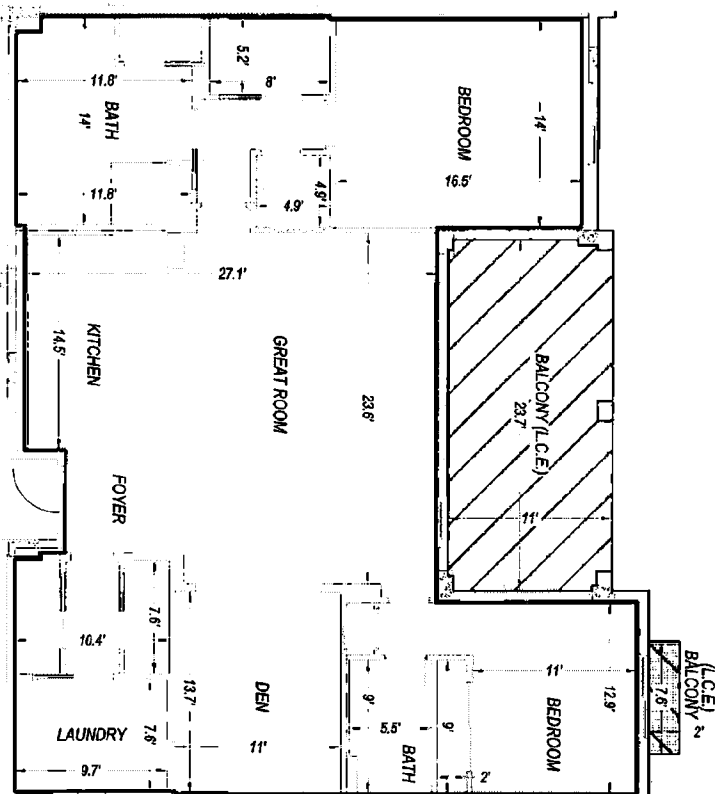 5.2'
11.8'
8'
BATH
14'
BEDROOM
14'
16.5'
11.8'
4.9'
4.9'
27.1'
KITCHEN
14.5'
GREAT ROOM
23.6'
BALCONY (L.C.E.)
23.7'
11'
FOYER
7.6'
10.4'
13.7'
DEN
11'
LAUNDRY
7.6'
9.7'
9'
5.5'
9'
BATH
2'
11'
12.9'
BEDROOM
(L.C.E.)
BALCONY
7.6'
2'